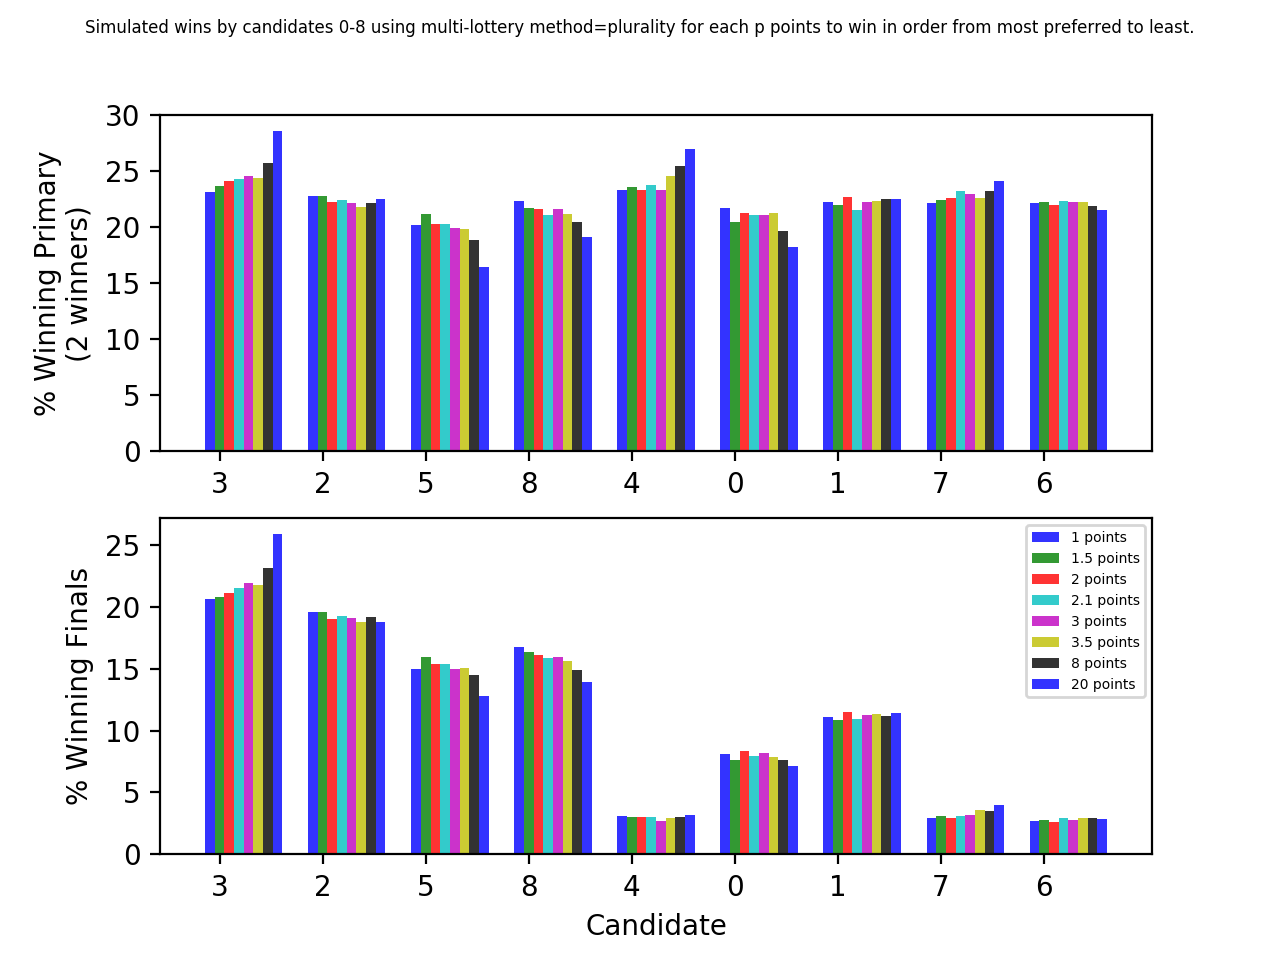 Simulated wins by candidates 0-8 using multi-lottery method=plurality for each p points to win in order from most preferred to least.
% Winning Primary
(2 winners)
30
25
20
15
10
5
0
3 2 5 8 4 0 1 7 6
% Winning Finals
25
20
15
10
5
0
1 points
1.5 points
2 points
2.1 points
3 points
3.5 points
8 points
20 points
3 2 5 8 4 0 1 7 6
Candidate